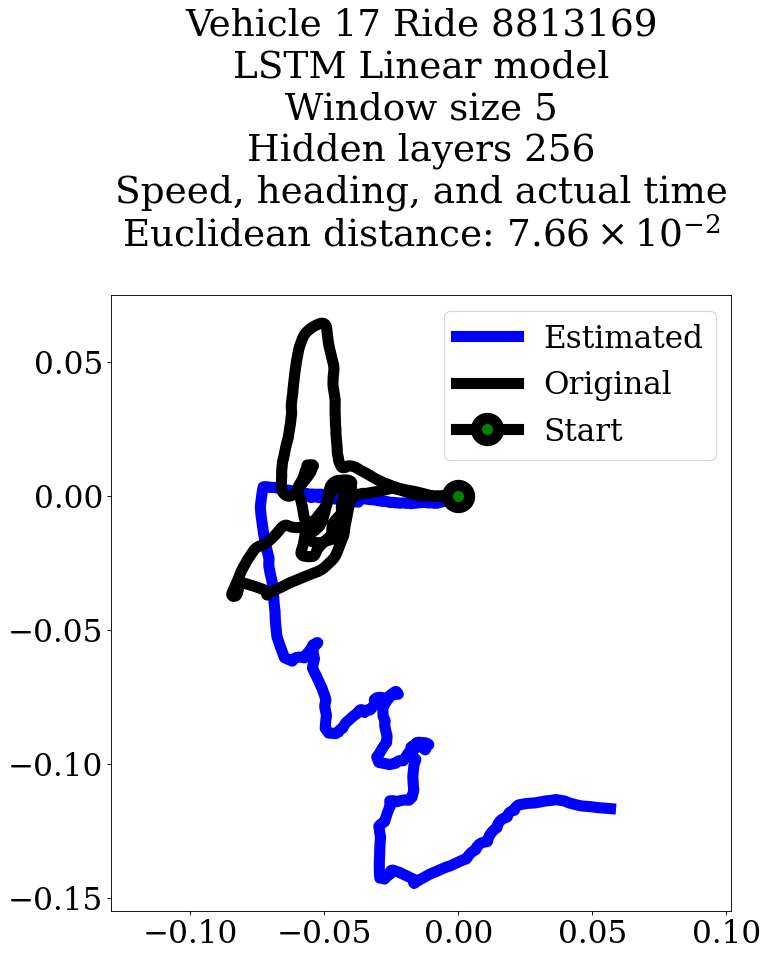 Vehicle 17 Ride 8813169
LSTM Linear model
Window size 5
Hidden layers 256
Speed, heading, and actual time
Euclidean distance: 7.66 × 10⁻²
Estimated
Original
Start
0.05
0.00
−0.05
−0.10
−0.15
−0.10 −0.05 0.00 0.05 0.10